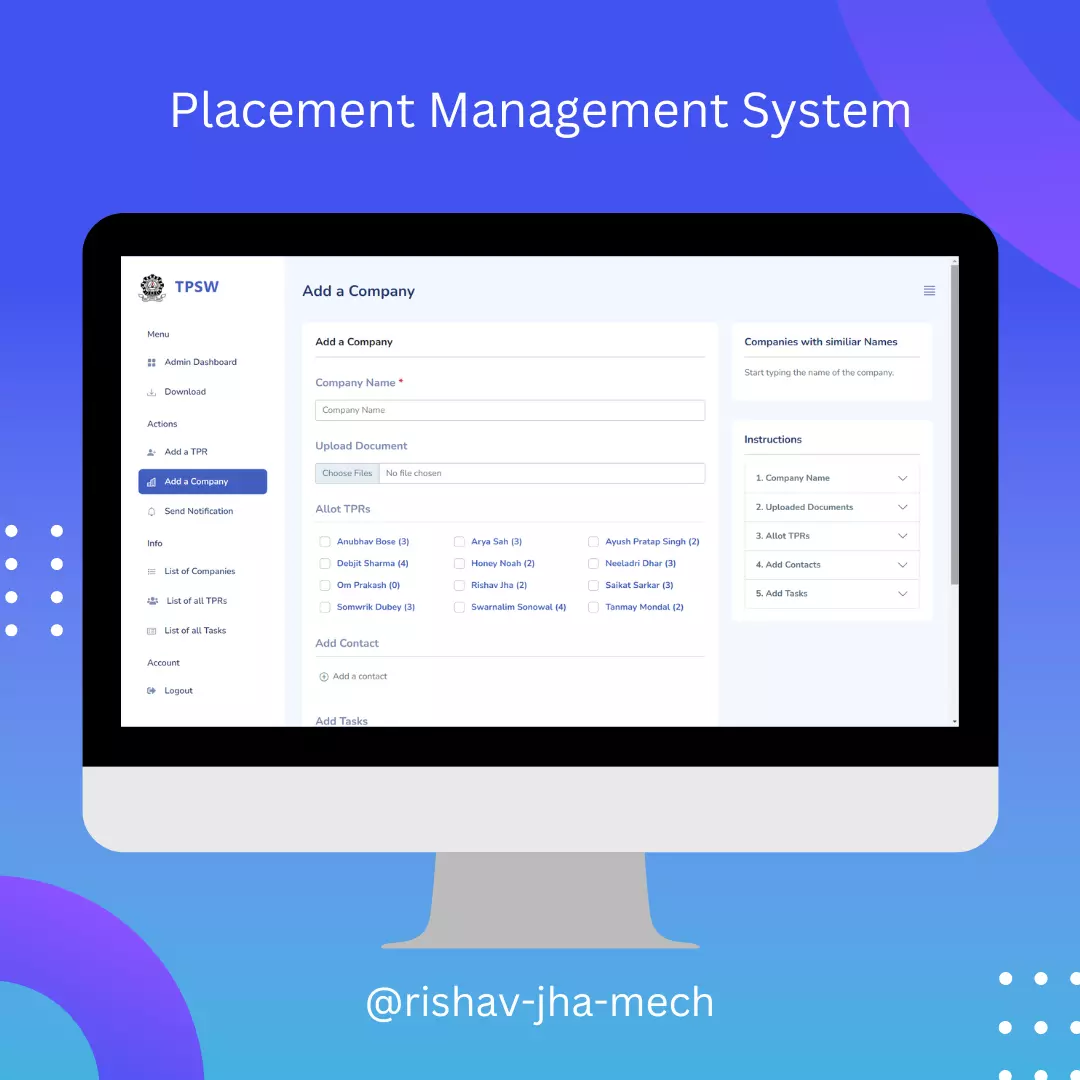 Placement Management System
TPSW
Menu
Admin Dashboard
Download
Actions
Add a TPR
Add a Company
Send Notification
Info
List of Companies
List of all TPRs
List of all Tasks
Account
Logout
Add a Company
Add a Company
Company Name *
Company Name
Upload Document
Choose Files No file chosen
Allot TPRs
Anubhav Bose (3) Arya Sah (3) Ayush Pratap Singh (2)
Debjit Sharma (4) Honey Noah (2) Neeladri Dhar (3)
Om Prakash (0) Rishav Jha (2) Saikat Sarkar (3)
Somwrik Dubey (3) Swarnalim Sonowal (4) Tanmay Mondal (2)
Add Contact
Add a contact
Add Tasks
Companies with similiar Names
Start typing the name of the company.
Instructions
1. Company Name
2. Uploaded Documents
3. Allot TPRs
4. Add Contacts
5. Add Tasks
@rishav-jha-mech